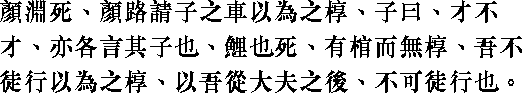 顏淵死、顏路請子之車以為之椁、子曰、才不
才、亦各言其子也、鯉也死、有棺而無椁、吾不
徒行以為之椁、以吾從大夫之後、不可徒行也。